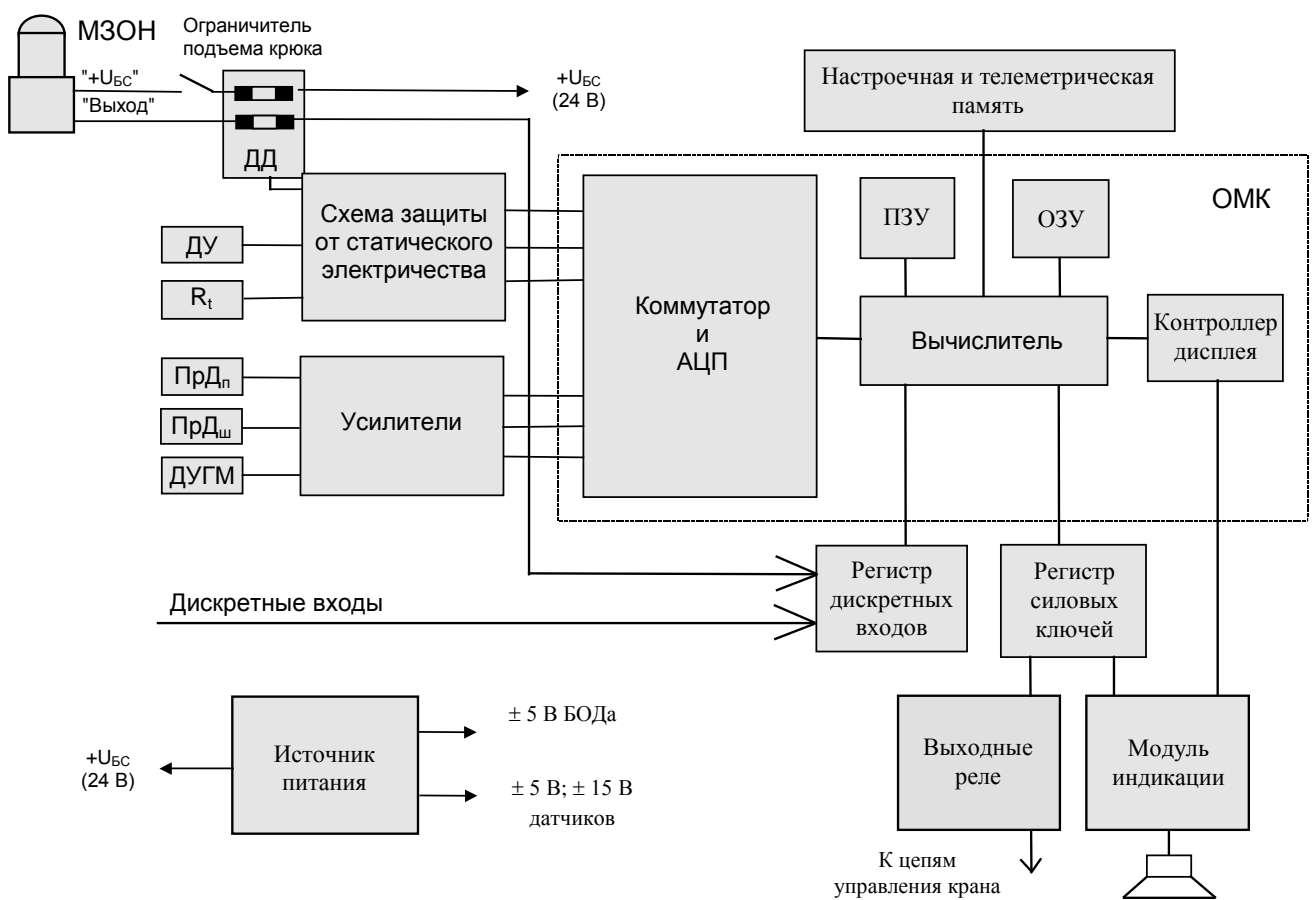 МЗОН
Ограничитель
подъема крюка
"+UБС"
"Выход"
+UБС
(24 В)
ДД
Настроечная и телеметрическая
память
ОМК
Схема защиты
от статического
электричества
ДУ
Rt
ПрДп
ПрДш
ДУГМ
Усилители
Коммутатор
и
АЦП
ПЗУ
ОЗУ
Вычислитель
Контроллер
дисплея
Дискретные входы
Регистр
дискретных
входов
Регистр
силовых
ключей
+UБС
(24 В)
Источник
питания
± 5 В БОДа
± 5 В; ± 15 В
датчиков
Выходные
реле
Модуль
индикации
К цепям
управления крана